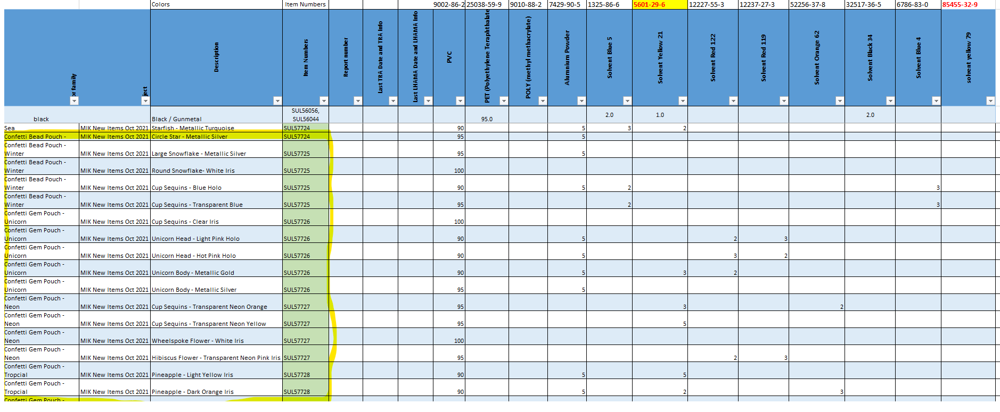 Colors Item Numbers 9002-86-2 25038-59-9 9010-88-2 7429-90-5 1325-86-6 5601-29-6 12227-55-3 12237-27-3 52256-37-8 32517-36-5 6786-83-0 85455-32-9
or family
ject
Description
Item Numbers
Report number
Last TRA Date and TRA Info
Last LHAMA Date and LHAMA Info
PVC
PET (Polyethylene Teraphthalate
POLY (methyl methacrylate)
Alumnium Powder
Solvent Blue 5
Solvent Yellow 21
Solvent Red 122
Solvent Red 119
Solvent Orange 62
Solvent Black 34
Solvent Blue 4
solvent yellow 79
SUL56056,
black Black / Gunmetal SUL56044 95.0 2.0 1.0 2.0
Sea MIK New Items Oct 2021 Starfish - Metallic Turquoise SUL57724 90 5 3 2
Confetti Bead Pouch - MIK New Items Oct 2021 Circle Star - Metallic Silver SUL57724 95 5
Confetti Bead Pouch -
Winter MIK New Items Oct 2021 Large Snowflake - Metallic Silver SUL57725 95 5
Confetti Bead Pouch -
Winter MIK New Items Oct 2021 Round Snowflake- White Iris SUL57725 100
Confetti Bead Pouch -
Winter MIK New Items Oct 2021 Cup Sequins - Blue Holo SUL57725 90 5 2 3
Confetti Bead Pouch -
Winter MIK New Items Oct 2021 Cup Sequins - Transparent Blue SUL57725 95 2 3
Confetti Gem Pouch -
Unicorn MIK New Items Oct 2021 Cup Sequins - Clear Iris SUL57726 100
Confetti Gem Pouch -
Unicorn MIK New Items Oct 2021 Unicorn Head - Light Pink Holo SUL57726 90 5 2 3
Confetti Gem Pouch -
Unicorn MIK New Items Oct 2021 Unicorn Head - Hot Pink Holo SUL57726 90 5 3 2
Confetti Gem Pouch -
Unicorn MIK New Items Oct 2021 Unicorn Body - Metallic Gold SUL57726 90 5 3 2
Confetti Gem Pouch -
Unicorn MIK New Items Oct 2021 Unicorn Body - Metallic Silver SUL57726 95 5
Confetti Gem Pouch -
Neon MIK New Items Oct 2021 Cup Sequins - Transparent Neon Orange SUL57727 95 3 2
Confetti Gem Pouch -
Neon MIK New Items Oct 2021 Cup Sequins - Transparent Neon Yellow SUL57727 95 5
Confetti Gem Pouch -
Neon MIK New Items Oct 2021 Wheelspoke Flower - White Iris SUL57727 100
Confetti Gem Pouch -
Neon MIK New Items Oct 2021 Hibiscus Flower - Transparent Neon Pink Iris SUL57727 95 2 3
Confetti Gem Pouch -
Tropcial MIK New Items Oct 2021 Pineapple - Light Yellow Iris SUL57728 90 5 5
Confetti Gem Pouch -
Tropcial MIK New Items Oct 2021 Pineapple - Dark Orange Iris SUL57728 90 5 2 3
Confetti Gem Pouch -